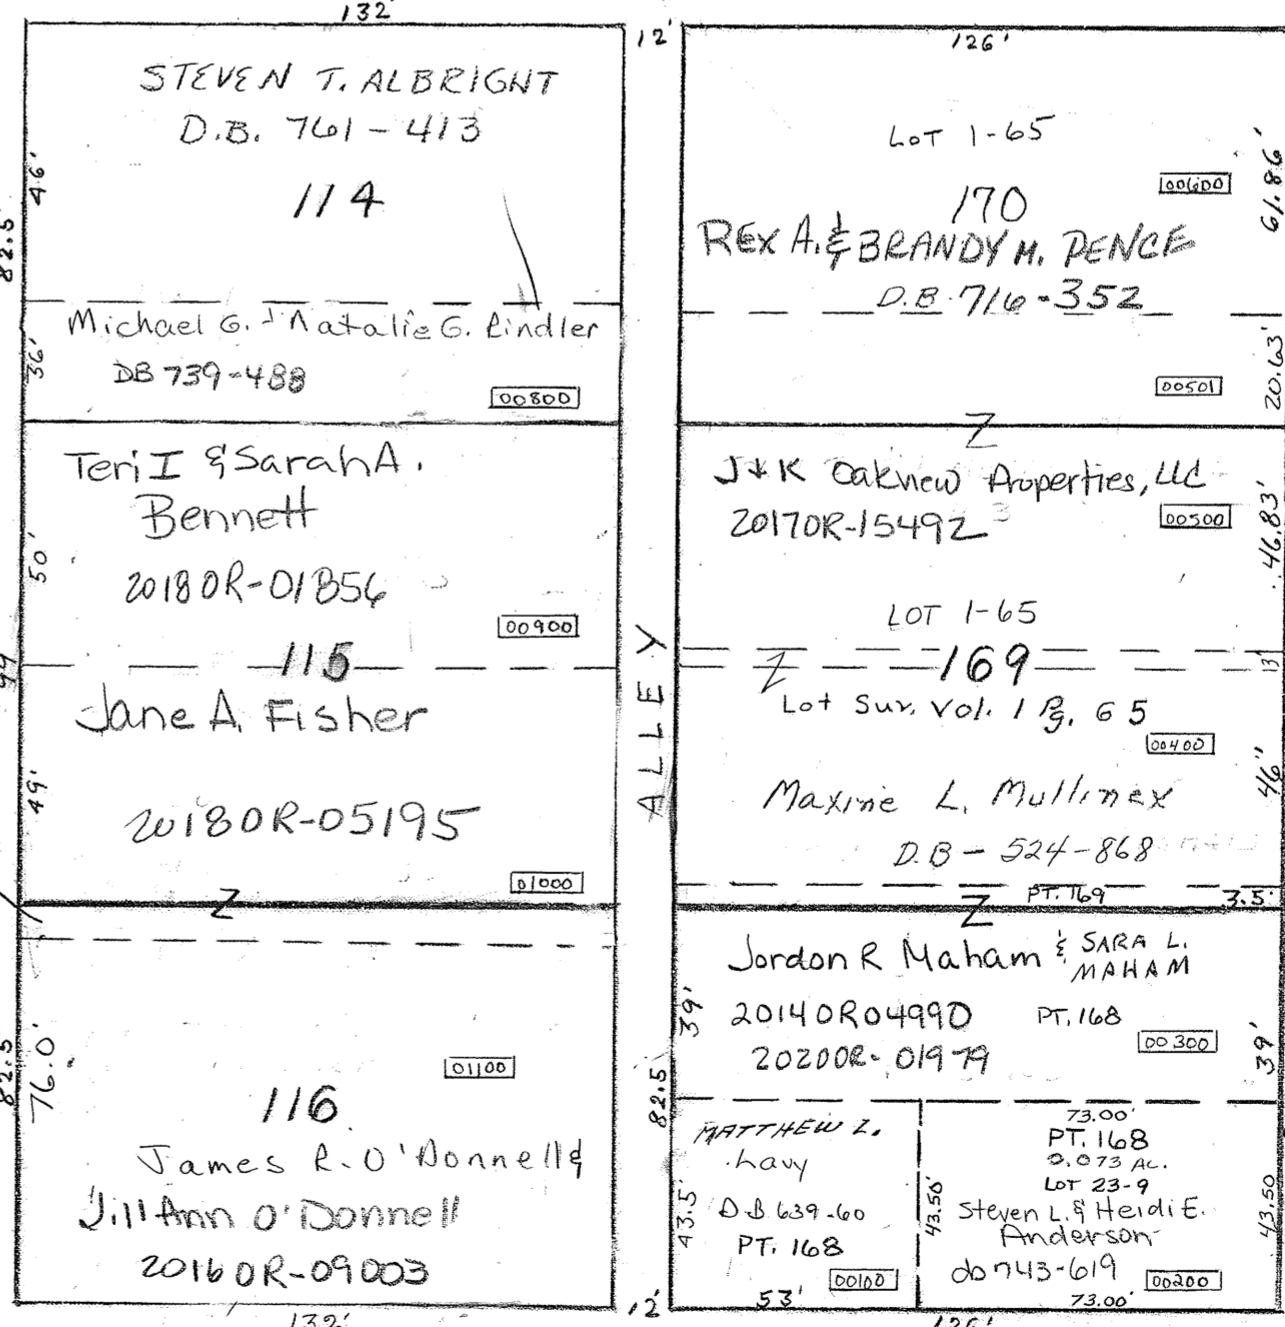 132'
STEVEN T. ALBRIGHT
D.B. 761-413
114
46'
82.5'
Michael G. & Natalie G. Rindler
DB 739-488
36'
00800
Teri I & Sarah A.
Bennett
2018OR-01856
50'
00900
115
99
Jane A. Fisher
2018OR-05195
49'
01000
Z
82.5
76.0'
01100
116
James R. O'Donnell &
Jill Ann O'Donnell
2016OR-09003
132'
12'
ALLEY
12'
126'
LOT 1-65
00600
61.86'
170
REX A. & BRANDY M. PENCE
D.B. 716-352
20.63'
00501
Z
J & K Oakview Properties, LLC
2017OR-15492
3
00500
46.83'
LOT 1-65
169
Z
13'
Lot Sur. Vol. 1 Pg. 65
00400
46"
Maxine L. Mullinex
D.B - 524-868
PT. 169
3.5'
Z
Jordon R Maham & SARA L.
MAHAM
39'
2014OR04990
PT. 168
2020OR-01979
00300
39'
82.5
MATTHEW L.
Lavy
43.5'
D.B 639-60
PT. 168
00100
53'
73.00'
PT. 168
0.073 AC.
LOT 23-9
43.50'
Steven L. & Heidi E.
Anderson
43.50
db 743-619
00200
73.00'
126'